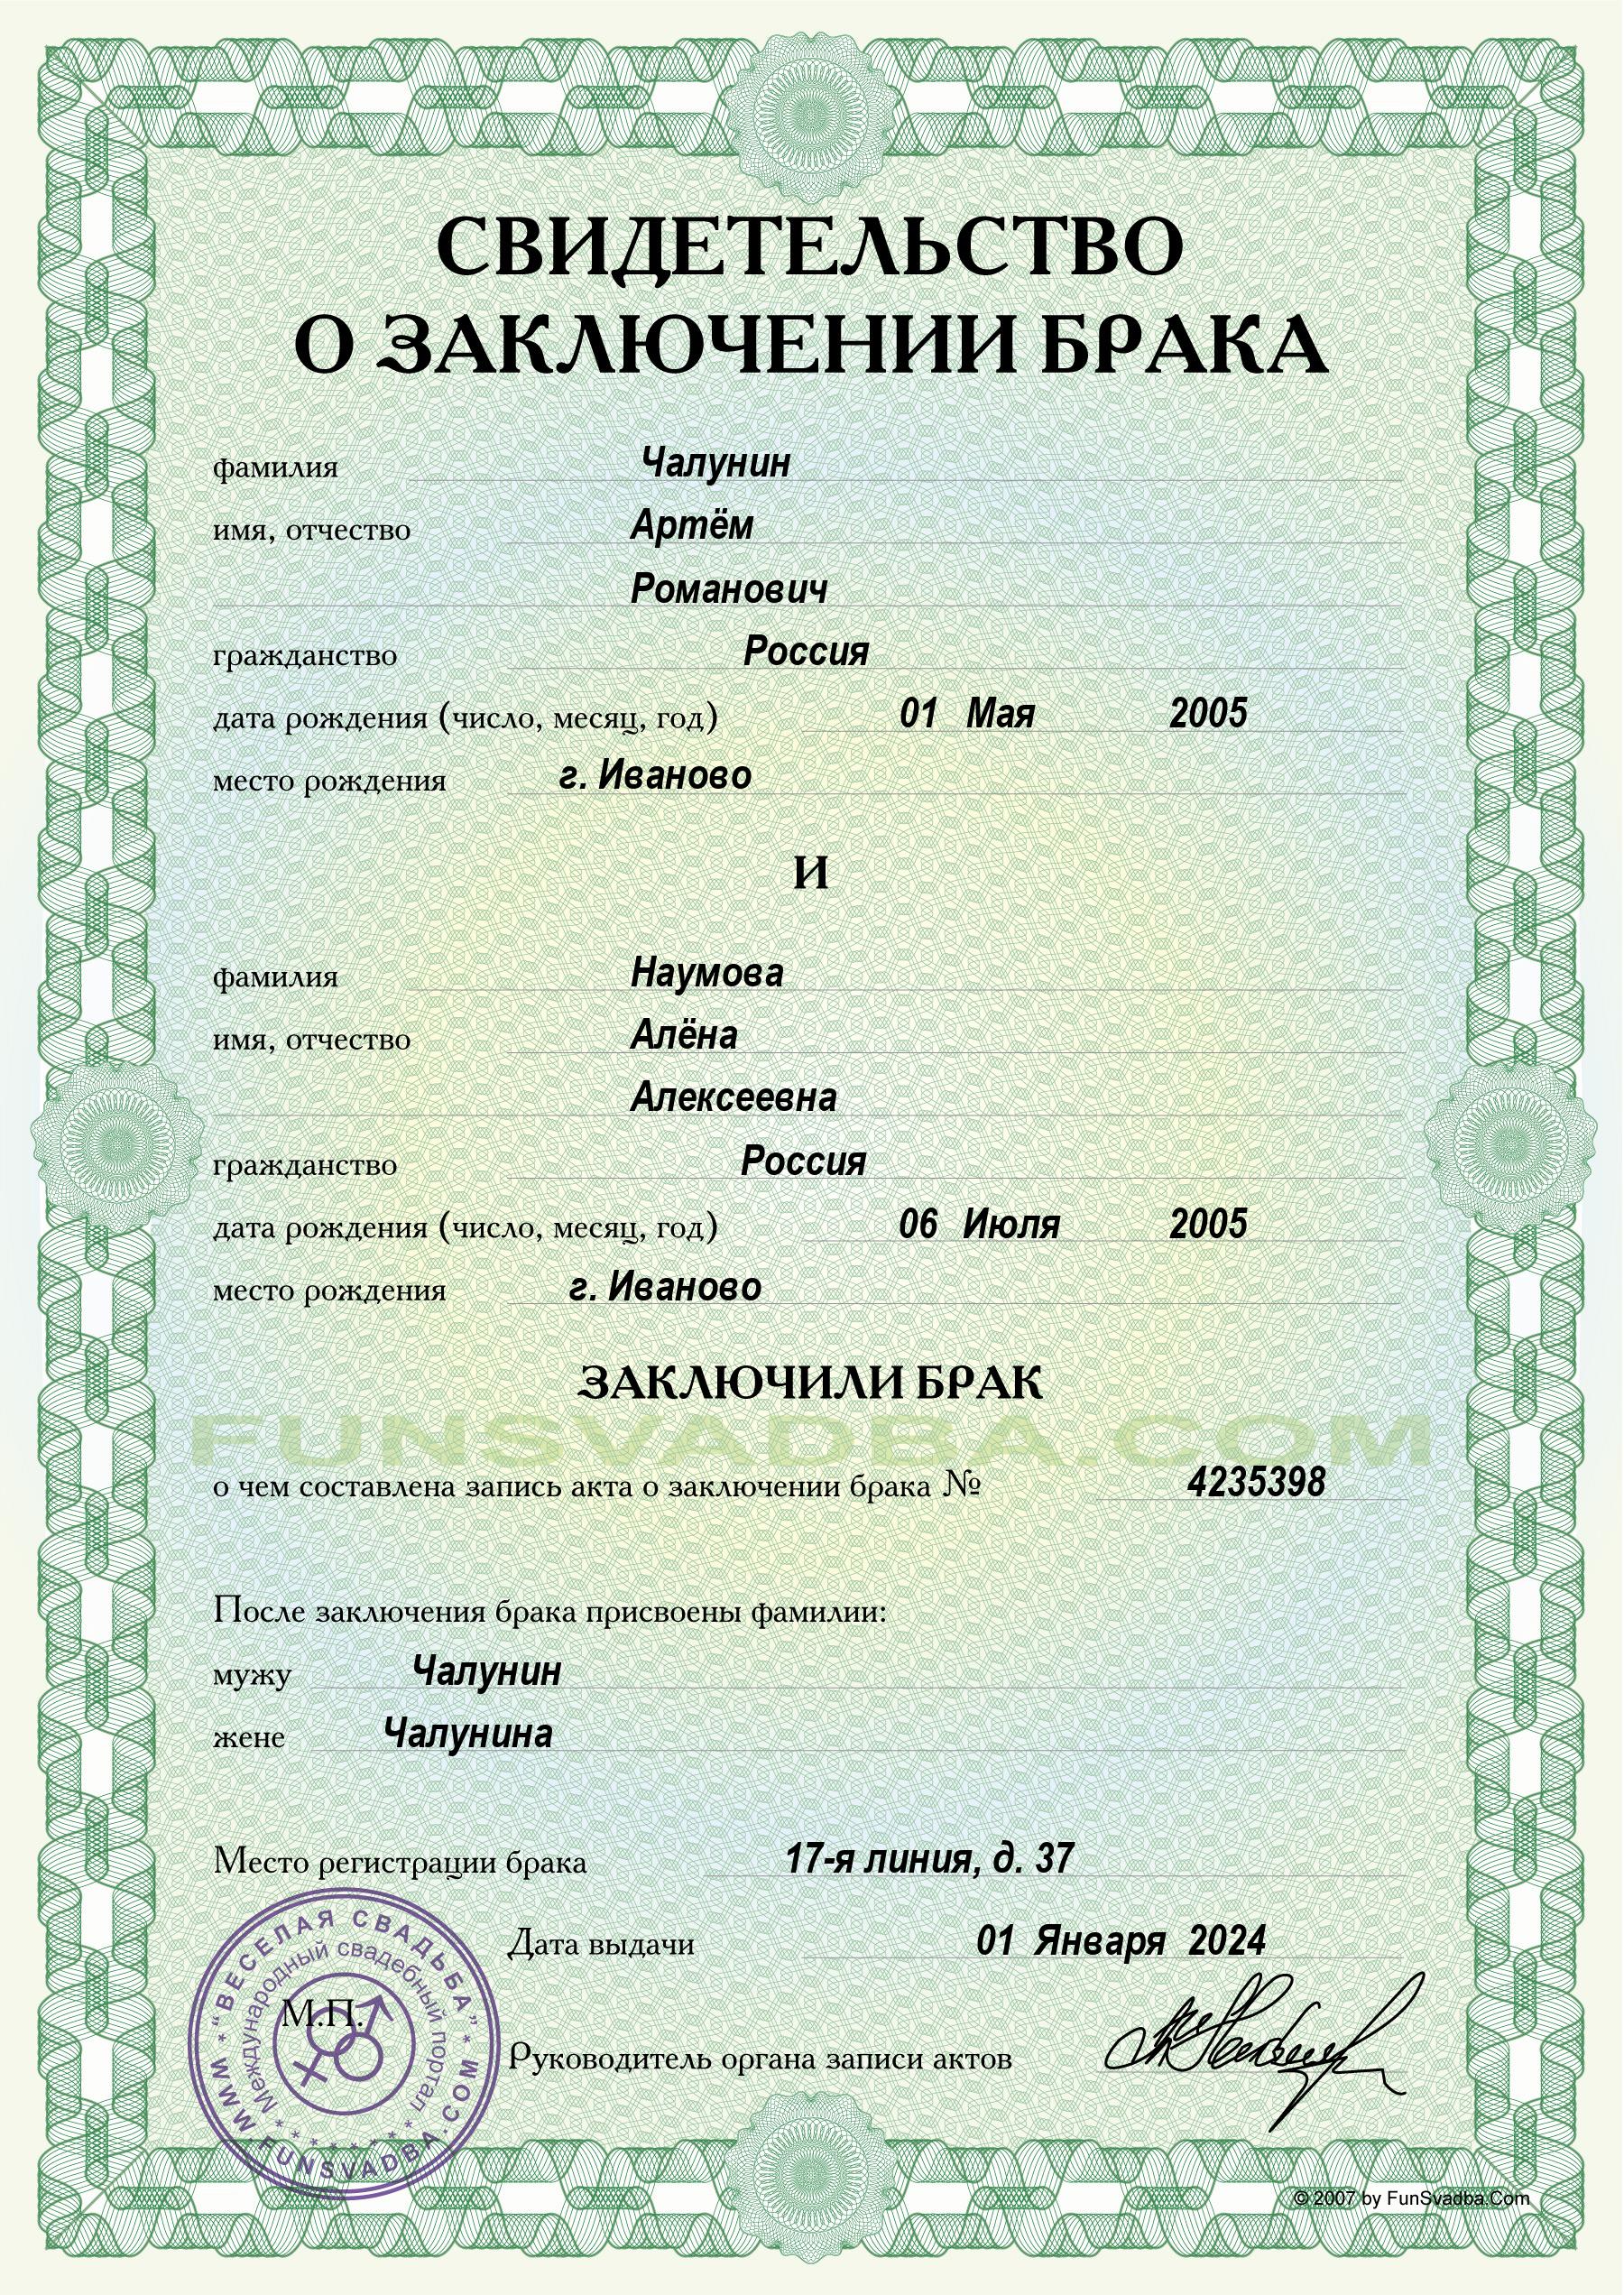 СВИДЕТЕЛЬСТВО
О ЗАКЛЮЧЕНИИ БРАКА
фамилия Чалунин
имя, отчество Артём
Романович
гражданство Россия
дата рождения (число, месяц, год) 01 Мая 2005
место рождения г. Иваново
И
фамилия Наумова
имя, отчество Алёна
Алексеевна
гражданство Россия
дата рождения (число, месяц, год) 06 Июля 2005
место рождения г. Иваново
ЗАКЛЮЧИЛИ БРАК
FUNSVADBA.COM
о чем составлена запись акта о заключении брака № 4235398
После заключения брака присвоены фамилии:
мужу Чалунин
жене Чалунина
Место регистрации брака 17-я линия, д. 37
Дата выдачи 01 Января 2024
* "ВЕСЕЛАЯ СВАДЬБА" * WWW.FUNSVADBA.COM
Международный свадебный портал * * * * * * * *
М.П.
Руководитель органа записи актов
© 2007 by FunSvadba.Com